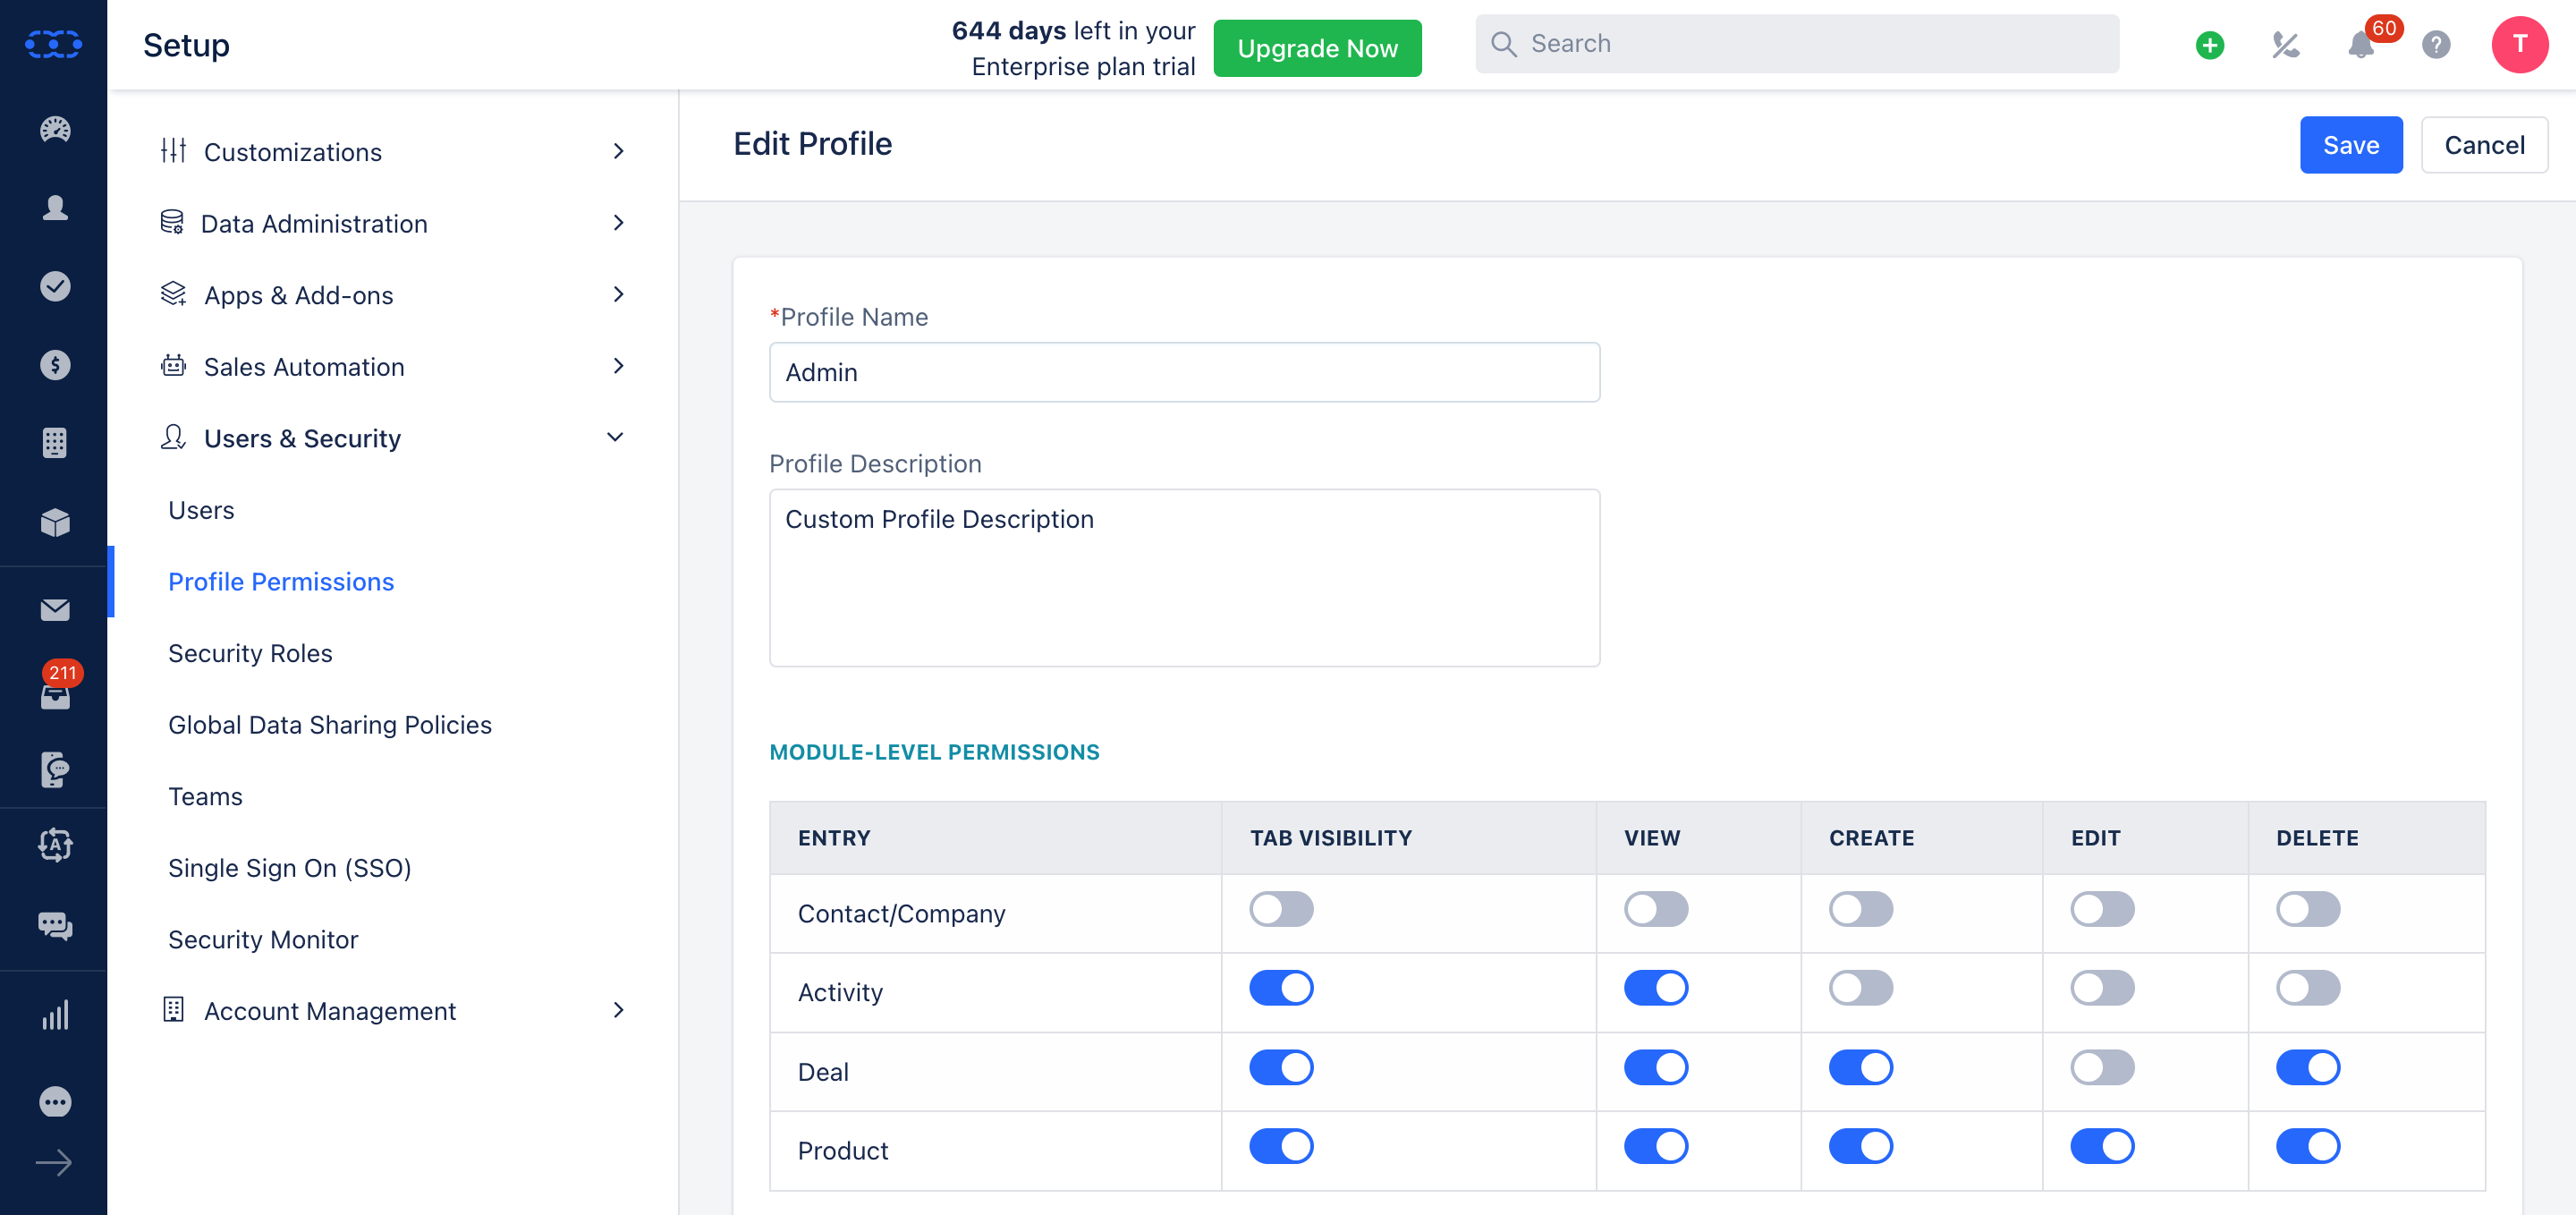 Setup
644 days left in your
Enterprise plan trial
Upgrade Now
Search
60
?
T
Customizations
Data Administration
Apps & Add-ons
Sales Automation
Users & Security
Users
Profile Permissions
Security Roles
Global Data Sharing Policies
Teams
Single Sign On (SSO)
Security Monitor
Account Management
211
$
A
Edit Profile
Save
Cancel
*Profile Name
Admin
Profile Description
Custom Profile Description
MODULE-LEVEL PERMISSIONS
ENTRY TAB VISIBILITY VIEW CREATE EDIT DELETE
Contact/Company
Activity
Deal
Product